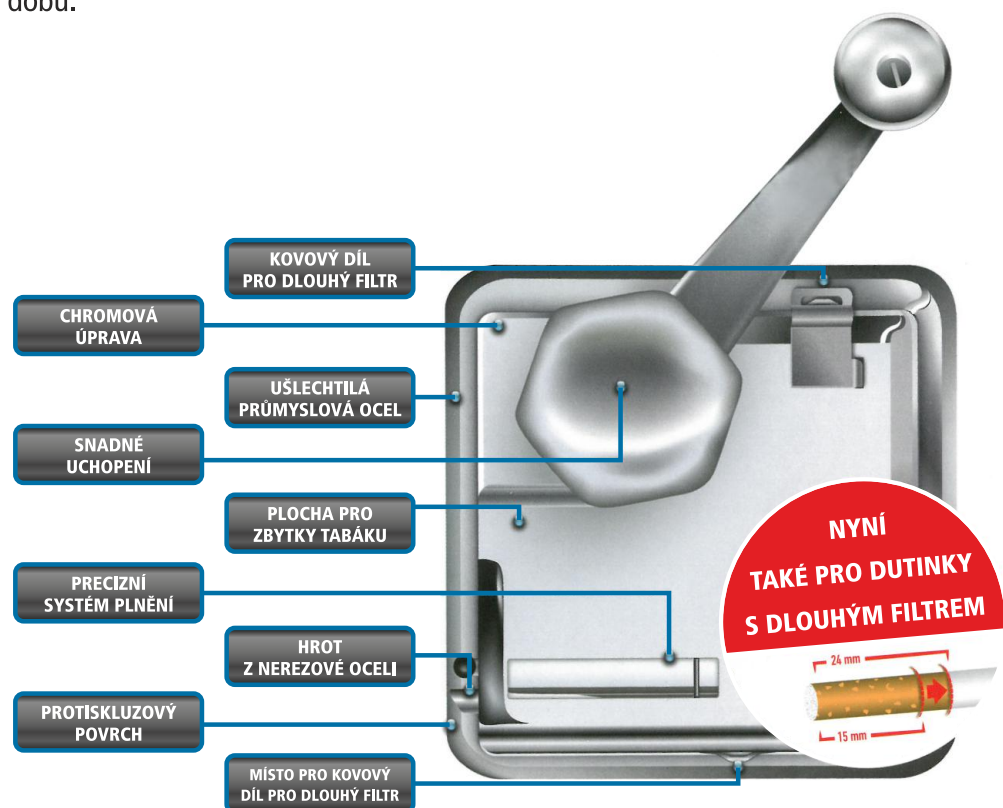 dobu.
KOVOVÝ DÍL
PRO DLOUHÝ FILTR
CHROMOVÁ
ÚPRAVA
UŠLECHTILÁ
PRŮMYSLOVÁ OCEL
SNADNÉ
UCHOPENÍ
PLOCHA PRO
ZBYTKY TABÁKU
PRECIZNÍ
SYSTÉM PLNĚNÍ
HROT
Z NEREZOVÉ OCELI
PROTISKLUZOVÝ
POVRCH
MÍSTO PRO KOVOVÝ
DÍL PRO DLOUHÝ FILTR
NYNÍ
TAKÉ PRO DUTINKY
S DLOUHÝM FILTREM
24 mm
15 mm